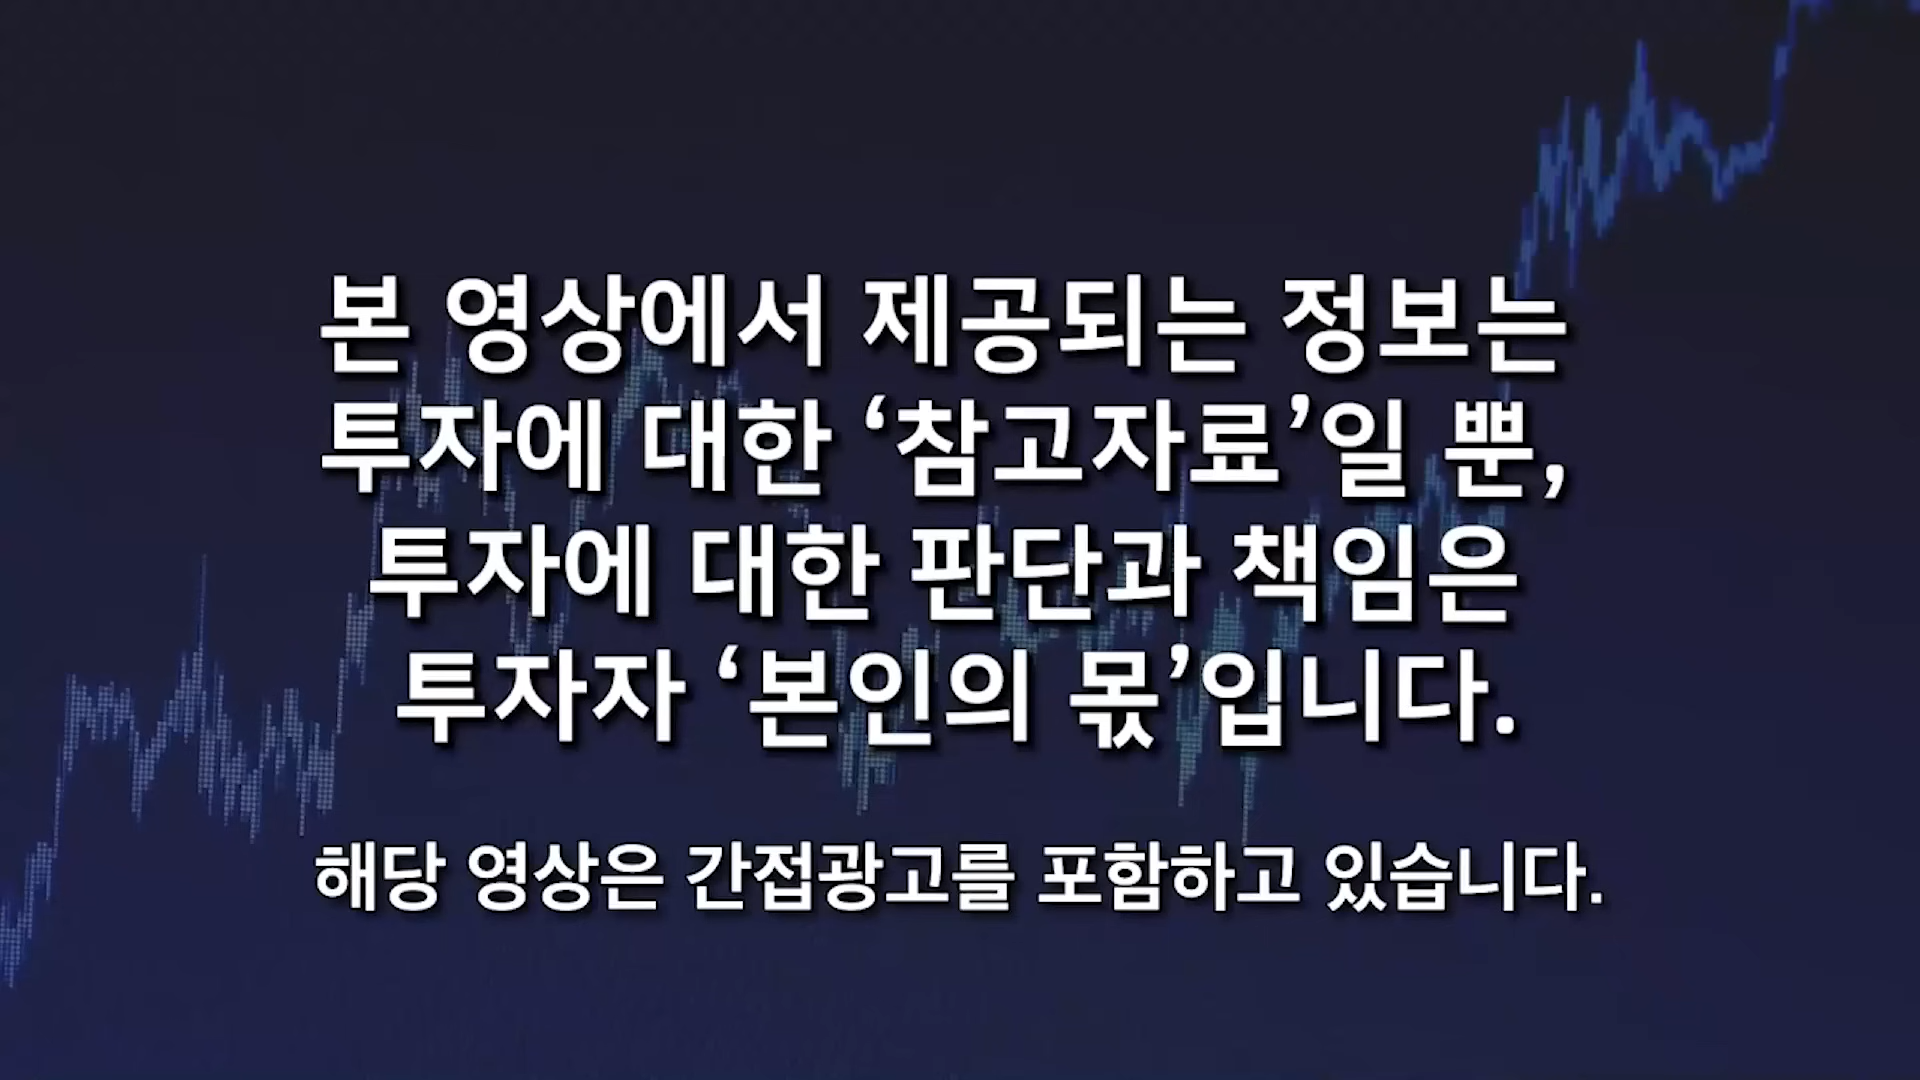 본 영상에서 제공되는 정보는
투자에 대한 ‘참고자료’일 뿐,
투자에 대한 판단과 책임은
투자자 ‘본인의 몫’입니다.
해당 영상은 간접광고를 포함하고 있습니다.